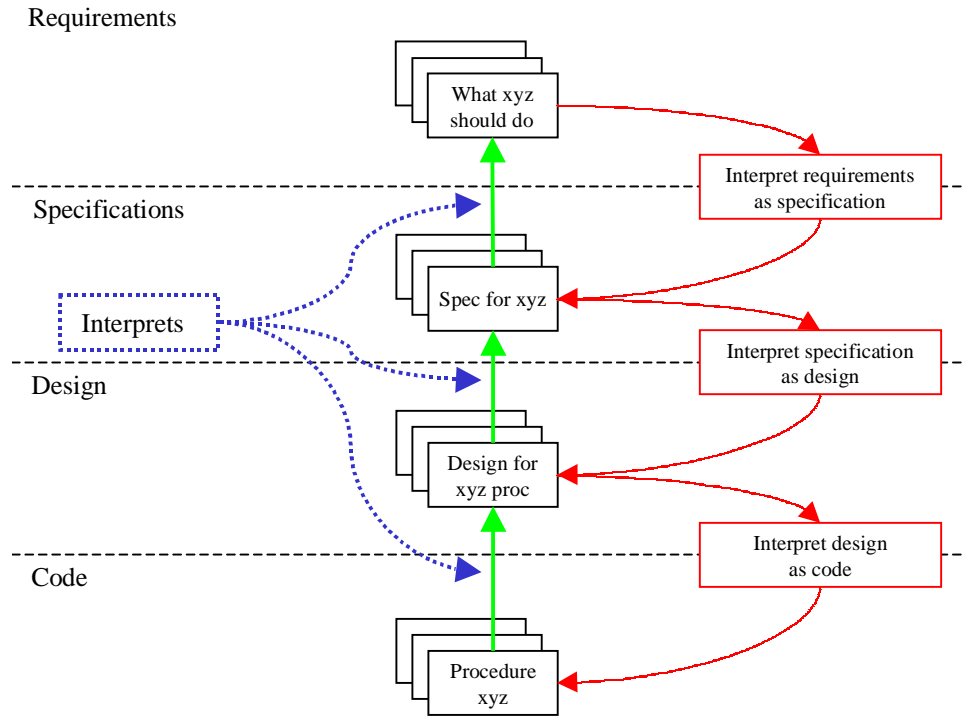 Requirements
What xyz
should do
Interpret requirements
as specification
Specifications
Spec for xyz
Interprets
Interpret specification
as design
Design
Design for
xyz proc
Interpret design
as code
Code
Procedure
xyz